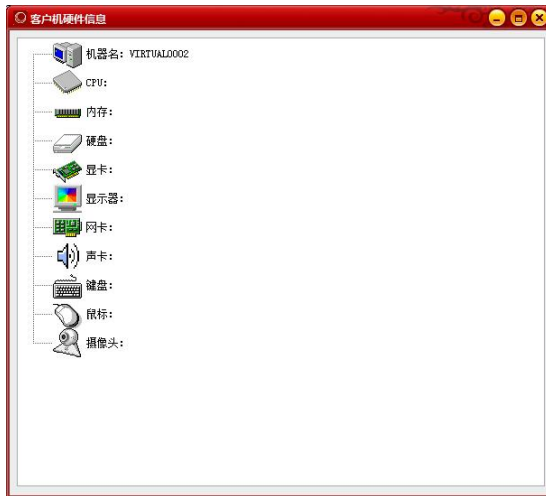 客户机硬件信息
机器名: VIRTUAL0002
CPU:
内存:
硬盘:
显卡:
显示器:
网卡:
声卡:
键盘:
鼠标:
摄像头: